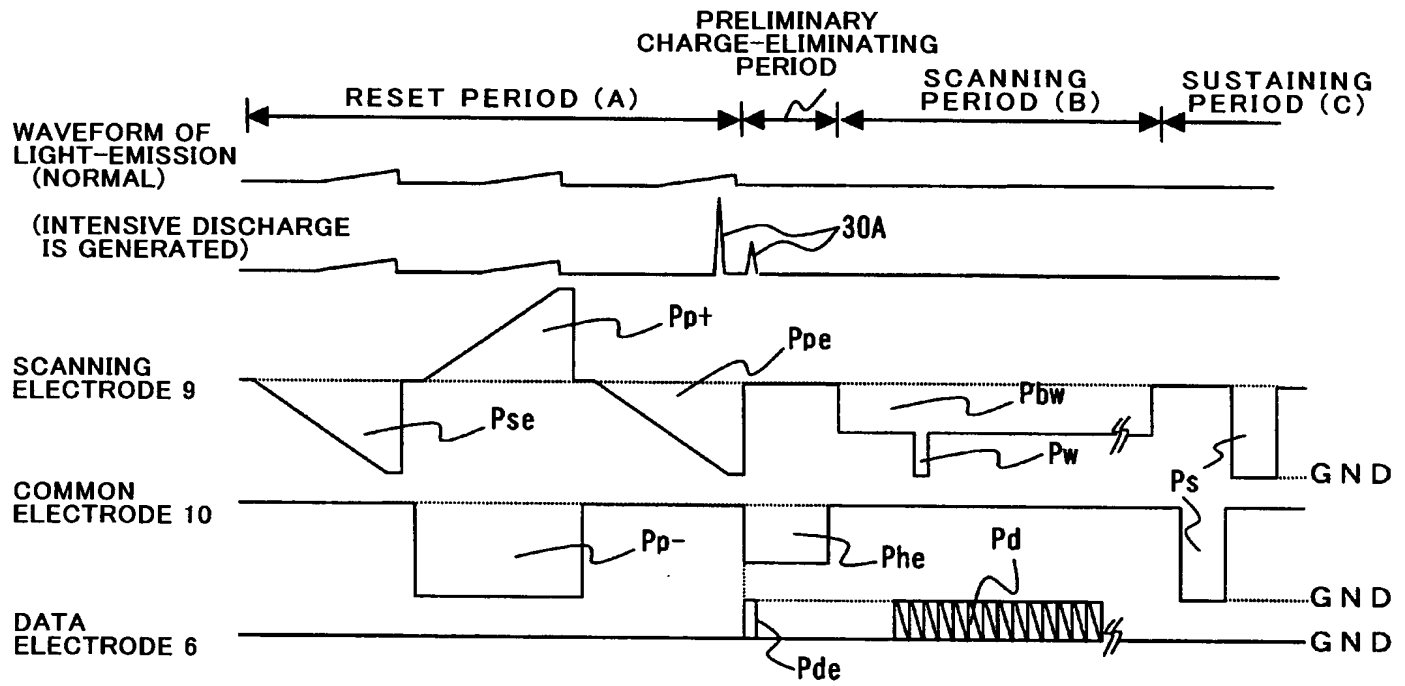 PRELIMINARY
CHARGE-ELIMINATING
PERIOD
RESET PERIOD (A)
SCANNING
PERIOD (B)
SUSTAINING
PERIOD (C)
WAVEFORM OF
LIGHT-EMISSION
(NORMAL)
(INTENSIVE DISCHARGE
IS GENERATED)
30A
Pp+
Ppe
SCANNING
ELECTRODE 9
Pse
Pbw
Pw
Ps
GND
COMMON
ELECTRODE 10
Pp-
Phe
Pd
GND
DATA
ELECTRODE 6
Pde
GND